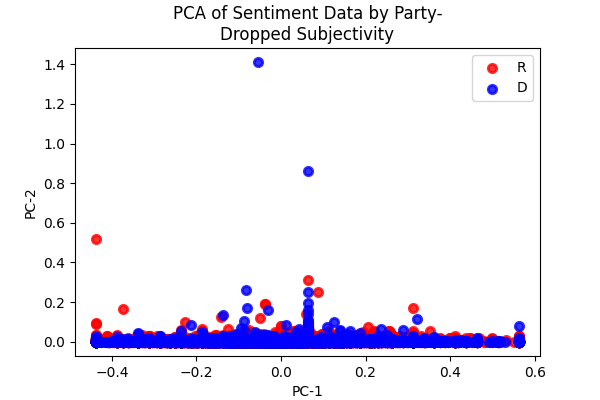 PCA of Sentiment Data by Party-
Dropped Subjectivity
R
D
1.4
1.2
1.0
0.8
0.6
0.4
0.2
0.0
PC-2
−0.4 −0.2 0.0 0.2 0.4 0.6
PC-1